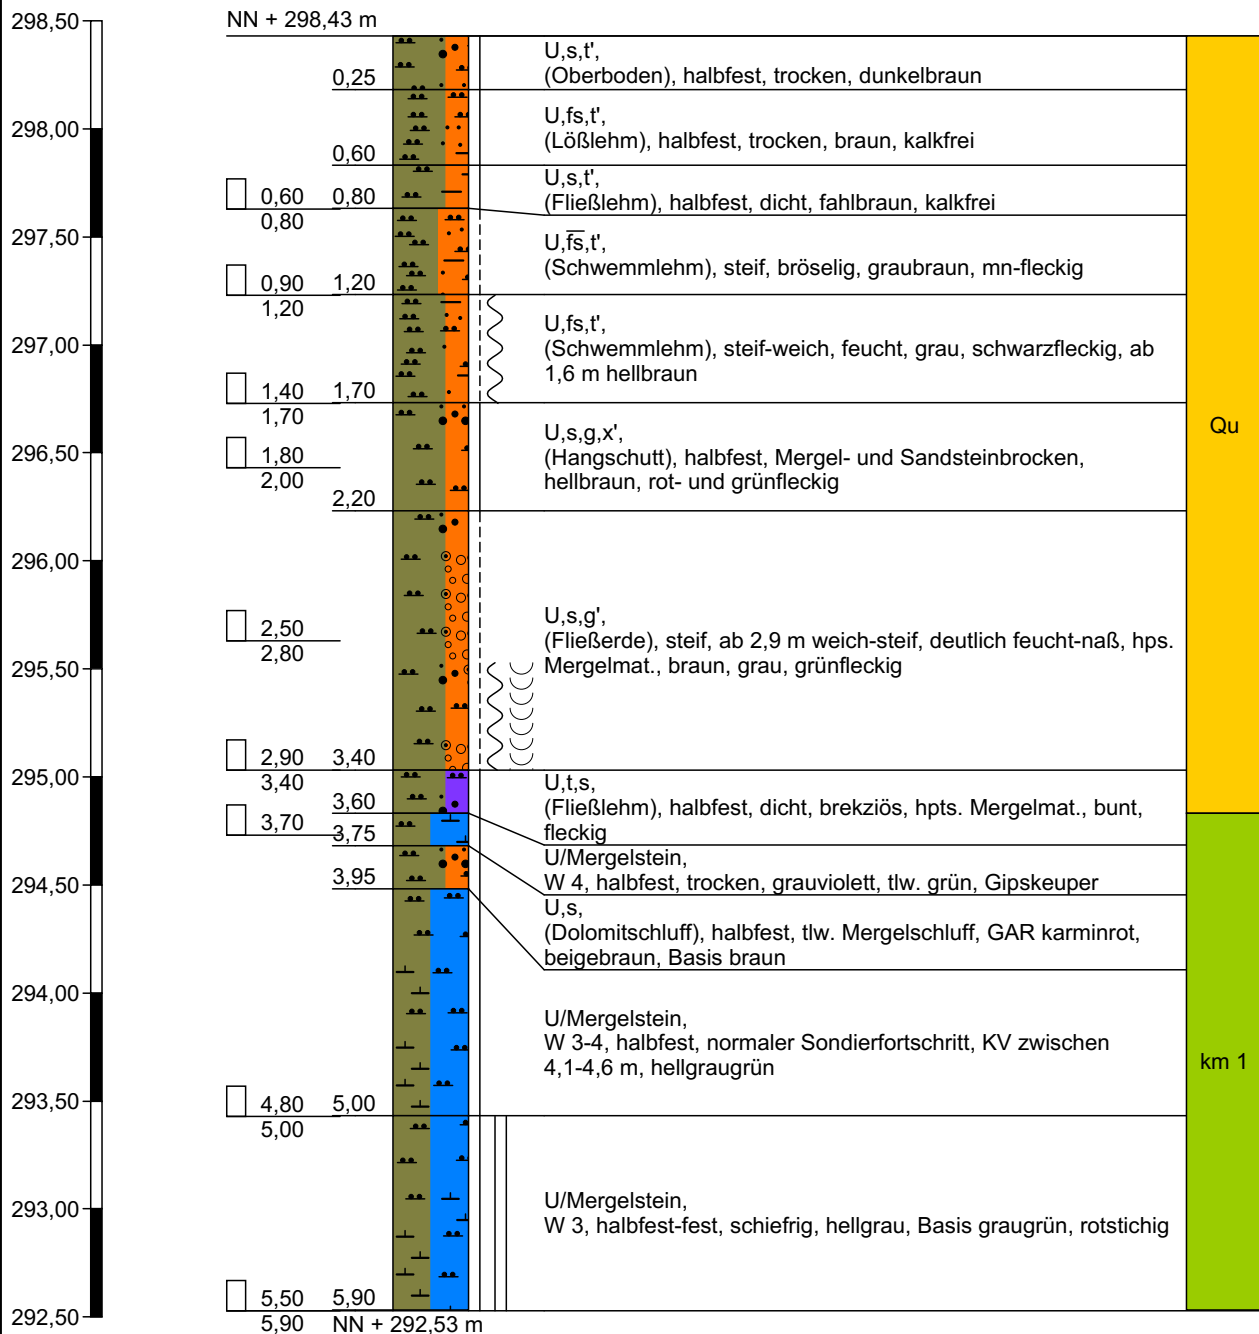 298,50
NN + 298,43 m
U,s,t',
(Oberboden), halbfest, trocken, dunkelbraun
0,25
298,00
U,fs,t',
(Lößlehm), halbfest, trocken, braun, kalkfrei
0,60
U,s,t',
(Fließlehm), halbfest, dicht, fahlbraun, kalkfrei
0,60 0,80
0,80
297,50
U,f̅s̅,t',
(Schwemmlehm), steif, bröselig, graubraun, mn-fleckig
0,90 1,20
1,20
297,00
U,fs,t',
(Schwemmlehm), steif-weich, feucht, grau, schwarzfleckig, ab
1,6 m hellbraun
1,40 1,70
1,70
296,50
U,s,g,x',
(Hangschutt), halbfest, Mergel- und Sandsteinbrocken,
hellbraun, rot- und grünfleckig
Qu
1,80
2,00
2,20
296,00
U,s,g',
(Fließerde), steif, ab 2,9 m weich-steif, deutlich feucht-naß, hps.
Mergelmat., braun, grau, grünfleckig
2,50
2,80
295,50
2,90 3,40
3,40
295,00
U,t,s,
(Fließlehm), halbfest, dicht, brekziös, hpts. Mergelmat., bunt,
fleckig
3,60
3,70
3,75
U/Mergelstein,
W 4, halbfest, trocken, grauviolett, tlw. grün, Gipskeuper
294,50
3,95
U,s,
(Dolomitschluff), halbfest, tlw. Mergelschluff, GAR karminrot,
beigebraun, Basis braun
294,00
U/Mergelstein,
W 3-4, halbfest, normaler Sondierfortschritt, KV zwischen
4,1-4,6 m, hellgraugrün
km 1
293,50
4,80 5,00
5,00
293,00
U/Mergelstein,
W 3, halbfest-fest, schiefrig, hellgrau, Basis graugrün, rotstichig
292,50
5,50 5,90
5,90
NN + 292,53 m